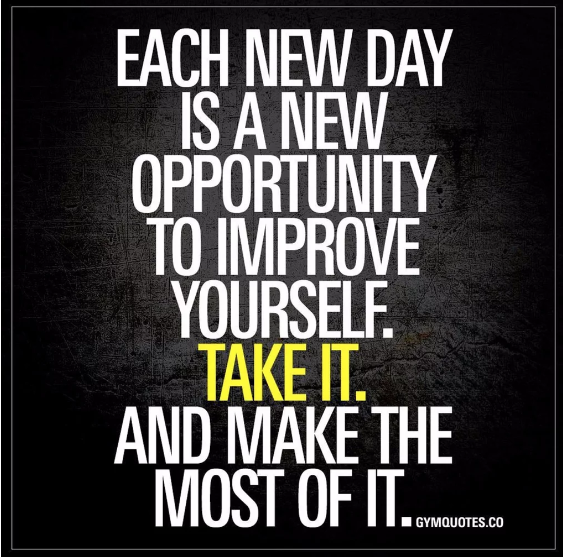 EACH NEW DAY
IS A NEW
OPPORTUNITY
TO IMPROVE
YOURSELF.
TAKE IT.
AND MAKE THE
MOST OF IT. GYMQUOTES.CO